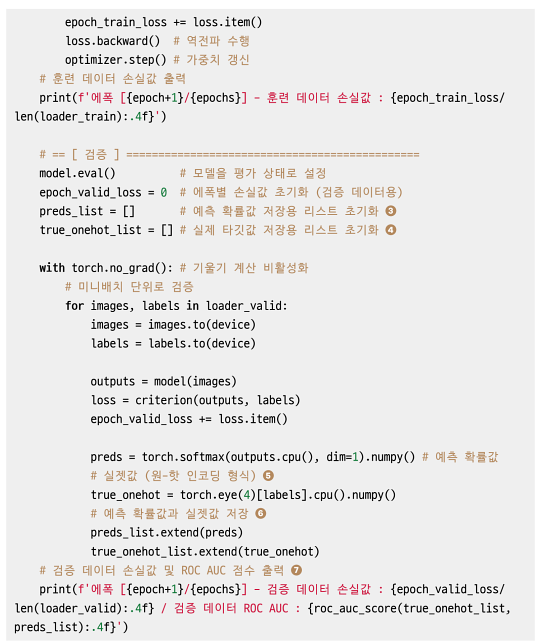 epoch_train_loss += loss.item()
loss.backward() # 역전파 수행
optimizer.step() # 가중치 갱신
# 훈련 데이터 손실값 출력
print(f'에폭 [{epoch+1}/{epochs}] - 훈련 데이터 손실값 : {epoch_train_loss/
len(loader_train):.4f}')
# == [ 검증 ] ==============================================
model.eval() # 모델을 평가 상태로 설정
epoch_valid_loss = 0 # 에폭별 손실값 초기화 (검증 데이터용)
preds_list = [] # 예측 확률값 저장용 리스트 초기화 ❸
true_onehot_list = [] # 실제 타깃값 저장용 리스트 초기화 ❹
with torch.no_grad(): # 기울기 계산 비활성화
# 미니배치 단위로 검증
for images, labels in loader_valid:
images = images.to(device)
labels = labels.to(device)
outputs = model(images)
loss = criterion(outputs, labels)
epoch_valid_loss += loss.item()
preds = torch.softmax(outputs.cpu(), dim=1).numpy() # 예측 확률값
# 실젯값 (원-핫 인코딩 형식) ❺
true_onehot = torch.eye(4)[labels].cpu().numpy()
# 예측 확률값과 실젯값 저장 ❻
preds_list.extend(preds)
true_onehot_list.extend(true_onehot)
# 검증 데이터 손실값 및 ROC AUC 점수 출력 ❼
print(f'에폭 [{epoch+1}/{epochs}] - 검증 데이터 손실값 : {epoch_valid_loss/
len(loader_valid):.4f} / 검증 데이터 ROC AUC : {roc_auc_score(true_onehot_list,
preds_list):.4f}')